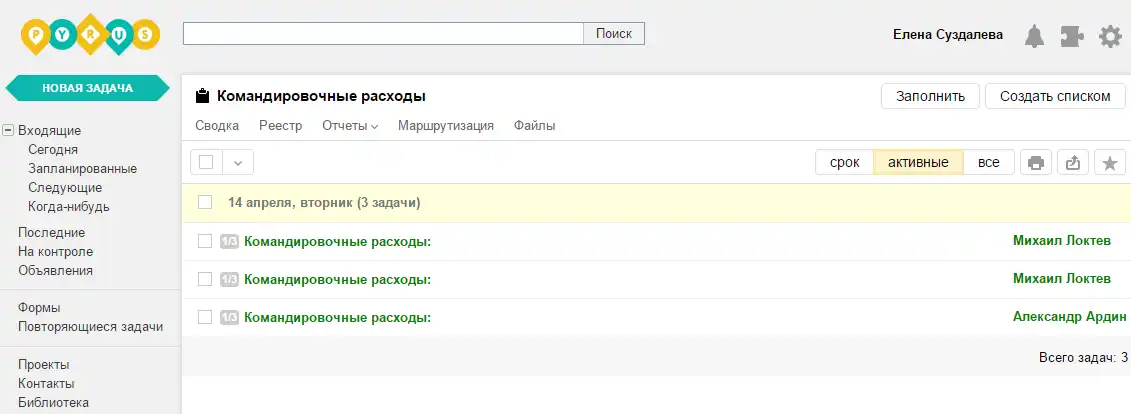 PYRUS
Поиск
Елена Суздалева
НОВАЯ ЗАДАЧА
Входящие
Сегодня
Запланированные
Следующие
Когда-нибудь
Последние
На контроле
Объявления
Формы
Повторяющиеся задачи
Проекты
Контакты
Библиотека
Командировочные расходы
Заполнить Создать списком
Сводка Реестр Отчеты Маршрутизация Файлы
срок активные все
14 апреля, вторник (3 задачи)
1/3 Командировочные расходы: Михаил Локтев
1/3 Командировочные расходы: Михаил Локтев
1/3 Командировочные расходы: Александр Ардин
Всего задач: 3